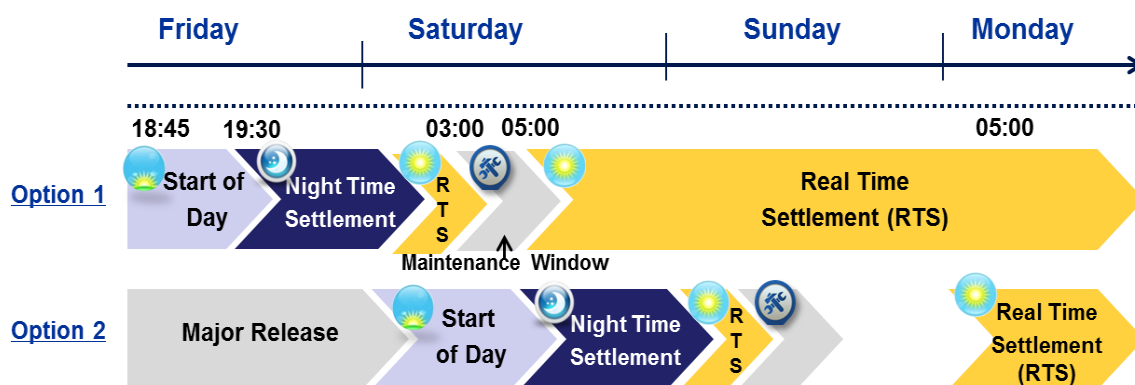 Friday Saturday Sunday Monday
18:45 19:30 03:00 05:00 05:00
Option 1
Start of
Day
Night Time
Settlement
R
T
S
Real Time
Settlement (RTS)
Maintenance Window
Option 2
Major Release
Start
of Day
Night Time
Settlement
R
T
S
Real Time
Settlement
(RTS)